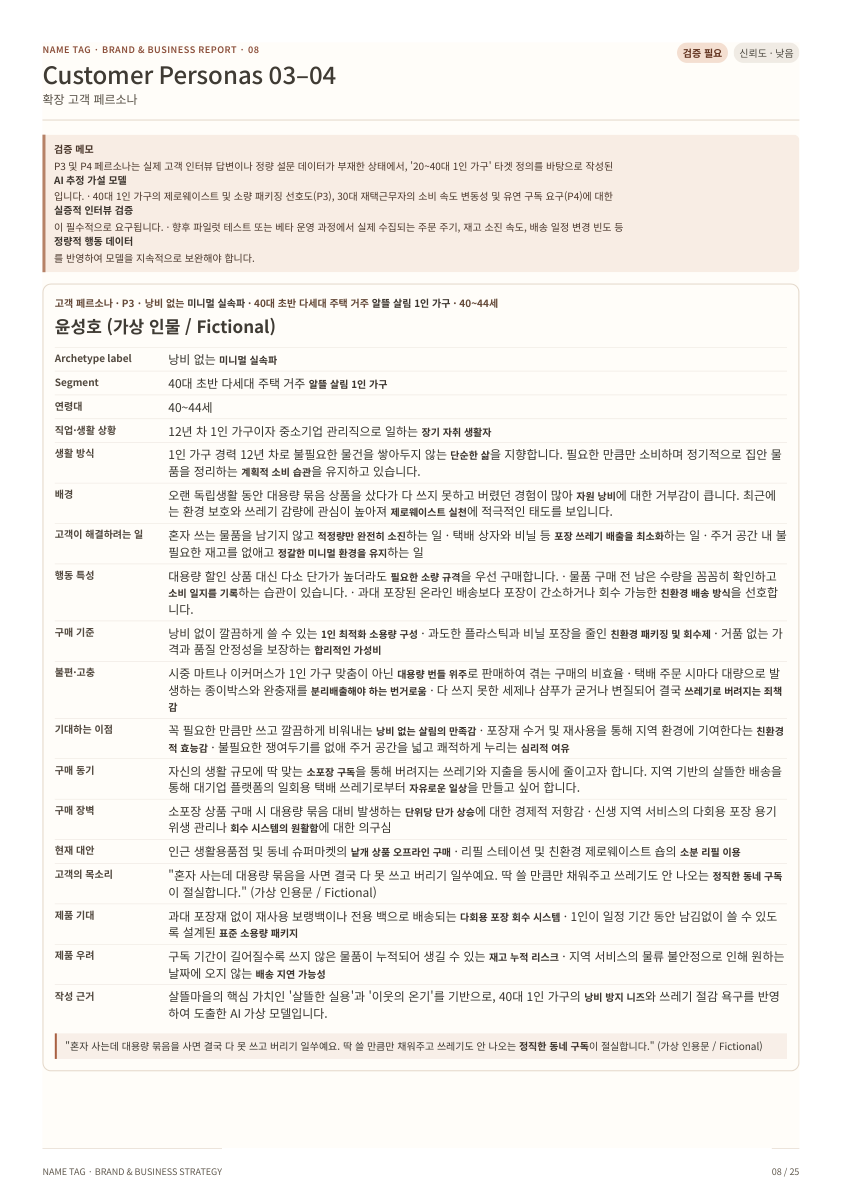 NAME TAG · BRAND & BUSINESS REPORT · 08
검증 필요
신뢰도 · 낮음
Customer Personas 03–04
확장 고객 페르소나
검증 메모
P3 및 P4 페르소나는 실제 고객 인터뷰 답변이나 정량 설문 데이터가 부재한 상태에서, '20~40대 1인 가구' 타겟 정의를 바탕으로 작성된
AI 추정 가설 모델
입니다. · 40대 1인 가구의 제로웨이스트 및 소량 패키징 선호도(P3), 30대 재택근무자의 소비 속도 변동성 및 유연 구독 요구(P4)에 대한
실증적 인터뷰 검증
이 필수적으로 요구됩니다. · 향후 파일럿 테스트 또는 베타 운영 과정에서 실제 수집되는 주문 주기, 재고 소진 속도, 배송 일정 변경 빈도 등
정량적 행동 데이터
를 반영하여 모델을 지속적으로 보완해야 합니다.
고객 페르소나 · P3 · 낭비 없는 미니멀 실속파 · 40대 초반 다세대 주택 거주 알뜰 살림 1인 가구 · 40~44세
윤성호 (가상 인물 / Fictional)
Archetype label 낭비 없는 미니멀 실속파
Segment 40대 초반 다세대 주택 거주 알뜰 살림 1인 가구
연령대 40~44세
직업·생활 상황 12년 차 1인 가구이자 중소기업 관리직으로 일하는 장기 자취 생활자
생활 방식 1인 가구 경력 12년 차로 불필요한 물건을 쌓아두지 않는 단순한 삶을 지향합니다. 필요한 만큼만 소비하며 정기적으로 집안 물
품을 정리하는 계획적 소비 습관을 유지하고 있습니다.
배경 오랜 독립생활 동안 대용량 묶음 상품을 샀다가 다 쓰지 못하고 버렸던 경험이 많아 자원 낭비에 대한 거부감이 큽니다. 최근에
는 환경 보호와 쓰레기 감량에 관심이 높아져 제로웨이스트 실천에 적극적인 태도를 보입니다.
고객이 해결하려는 일 혼자 쓰는 물품을 남기지 않고 적정량만 완전히 소진하는 일 · 택배 상자와 비닐 등 포장 쓰레기 배출을 최소화하는 일 · 주거 공간 내 불
필요한 재고를 없애고 정갈한 미니멀 환경을 유지하는 일
행동 특성 대용량 할인 상품 대신 다소 단가가 높더라도 필요한 소량 규격을 우선 구매합니다. · 물품 구매 전 남은 수량을 꼼꼼히 확인하고
소비 일지를 기록하는 습관이 있습니다. · 과대 포장된 온라인 배송보다 포장이 간소하거나 회수 가능한 친환경 배송 방식을 선호합
니다.
구매 기준 낭비 없이 깔끔하게 쓸 수 있는 1인 최적화 소용량 구성 · 과도한 플라스틱과 비닐 포장을 줄인 친환경 패키징 및 회수제 · 거품 없는 가
격과 품질 안정성을 보장하는 합리적인 가성비
불편·고충 시중 마트나 이커머스가 1인 가구 맞춤이 아닌 대용량 번들 위주로 판매하여 겪는 구매의 비효율 · 택배 주문 시마다 대량으로 발
생하는 종이박스와 완충재를 분리배출해야 하는 번거로움 · 다 쓰지 못한 세제나 샴푸가 굳거나 변질되어 결국 쓰레기로 버려지는 죄책
감
기대하는 이점 꼭 필요한 만큼만 쓰고 깔끔하게 비워내는 낭비 없는 살림의 만족감 · 포장재 수거 및 재사용을 통해 지역 환경에 기여한다는 친환경
적 효능감 · 불필요한 쟁여두기를 없애 주거 공간을 넓고 쾌적하게 누리는 심리적 여유
구매 동기 자신의 생활 규모에 딱 맞는 소포장 구독을 통해 버려지는 쓰레기와 지출을 동시에 줄이고자 합니다. 지역 기반의 살뜰한 배송을
통해 대기업 플랫폼의 일회용 택배 쓰레기로부터 자유로운 일상을 만들고 싶어 합니다.
구매 장벽 소포장 상품 구매 시 대용량 묶음 대비 발생하는 단위당 단가 상승에 대한 경제적 저항감 · 신생 지역 서비스의 다회용 포장 용기
위생 관리나 회수 시스템의 원활함에 대한 의구심
현재 대안 인근 생활용품점 및 동네 슈퍼마켓의 낱개 상품 오프라인 구매 · 리필 스테이션 및 친환경 제로웨이스트 숍의 소분 리필 이용
고객의 목소리 "혼자 사는데 대용량 묶음을 사면 결국 다 못 쓰고 버리기 일쑤예요. 딱 쓸 만큼만 채워주고 쓰레기도 안 나오는 정직한 동네 구독
이 절실합니다." (가상 인용문 / Fictional)
제품 기대 과대 포장재 없이 재사용 보랭백이나 전용 백으로 배송되는 다회용 포장 회수 시스템 · 1인이 일정 기간 동안 남김없이 쓸 수 있도
록 설계된 표준 소용량 패키지
제품 우려 구독 기간이 길어질수록 쓰지 않은 물품이 누적되어 생길 수 있는 재고 누적 리스크 · 지역 서비스의 물류 불안정으로 인해 원하는
날짜에 오지 않는 배송 지연 가능성
작성 근거 살뜰마을의 핵심 가치인 '살뜰한 실용'과 '이웃의 온기'를 기반으로, 40대 1인 가구의 낭비 방지 니즈와 쓰레기 절감 욕구를 반영
하여 도출한 AI 가상 모델입니다.
"혼자 사는데 대용량 묶음을 사면 결국 다 못 쓰고 버리기 일쑤예요. 딱 쓸 만큼만 채워주고 쓰레기도 안 나오는 정직한 동네 구독이 절실합니다." (가상 인용문 / Fictional)
NAME TAG · BRAND & BUSINESS STRATEGY
08 / 25